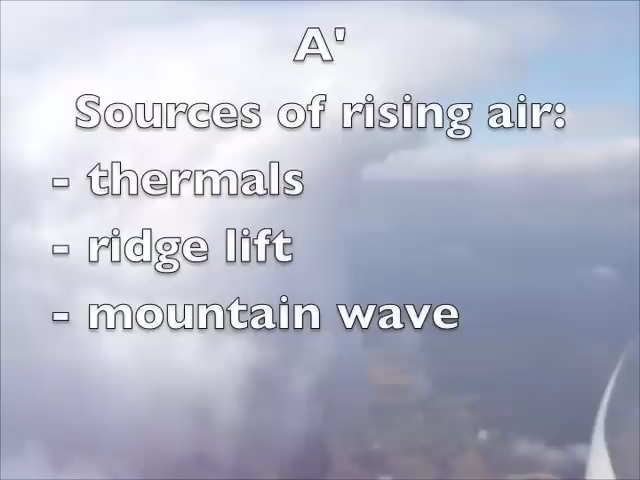 A'
Sources of rising air:
- thermals
- ridge lift
- mountain wave